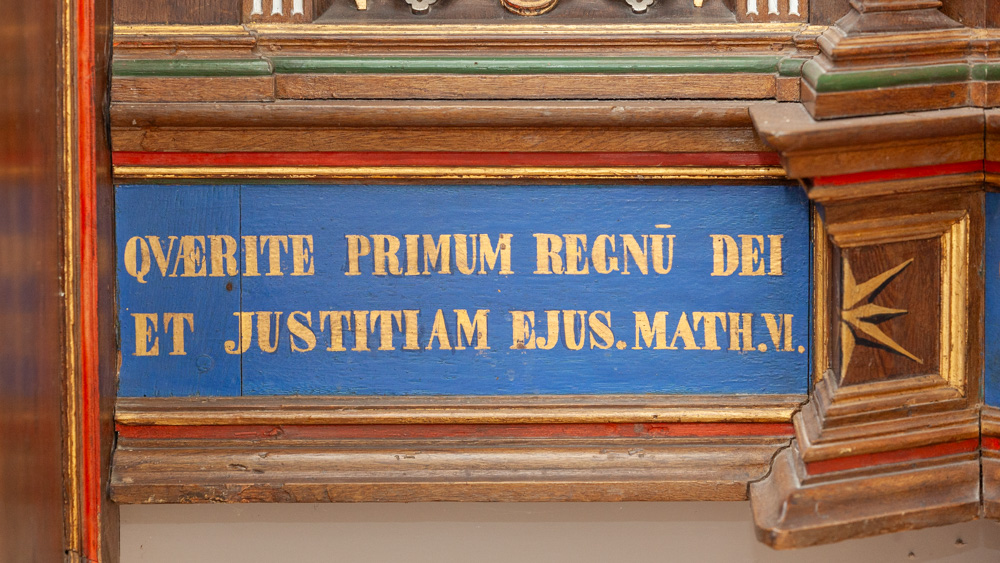 QVÆRITE PRIMUM REGNŪ DEI
ET JUSTITIAM EJUS. MATH. VI.